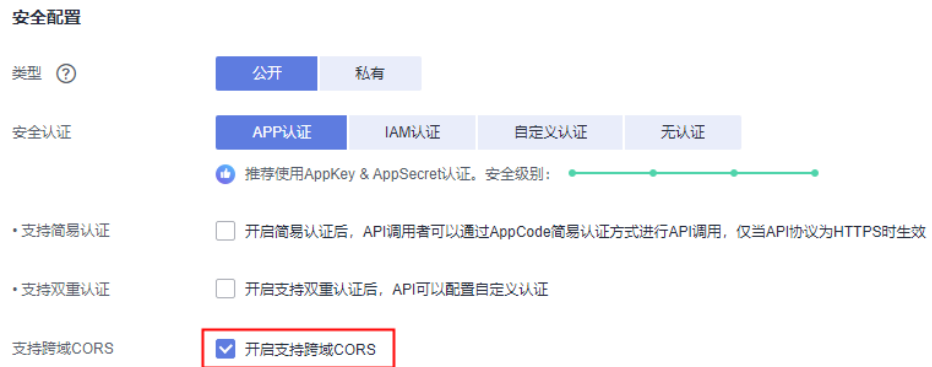 安全配置
类型 ?
公开 私有
安全认证
APP认证 IAM认证 自定义认证 无认证
推荐使用AppKey & AppSecret认证。安全级别：
• 支持简易认证
开启简易认证后，API调用者可以通过AppCode简易认证方式进行API调用，仅当API协议为HTTPS时生效
• 支持双重认证
开启支持双重认证后，API可以配置自定义认证
支持跨域CORS
开启支持跨域CORS